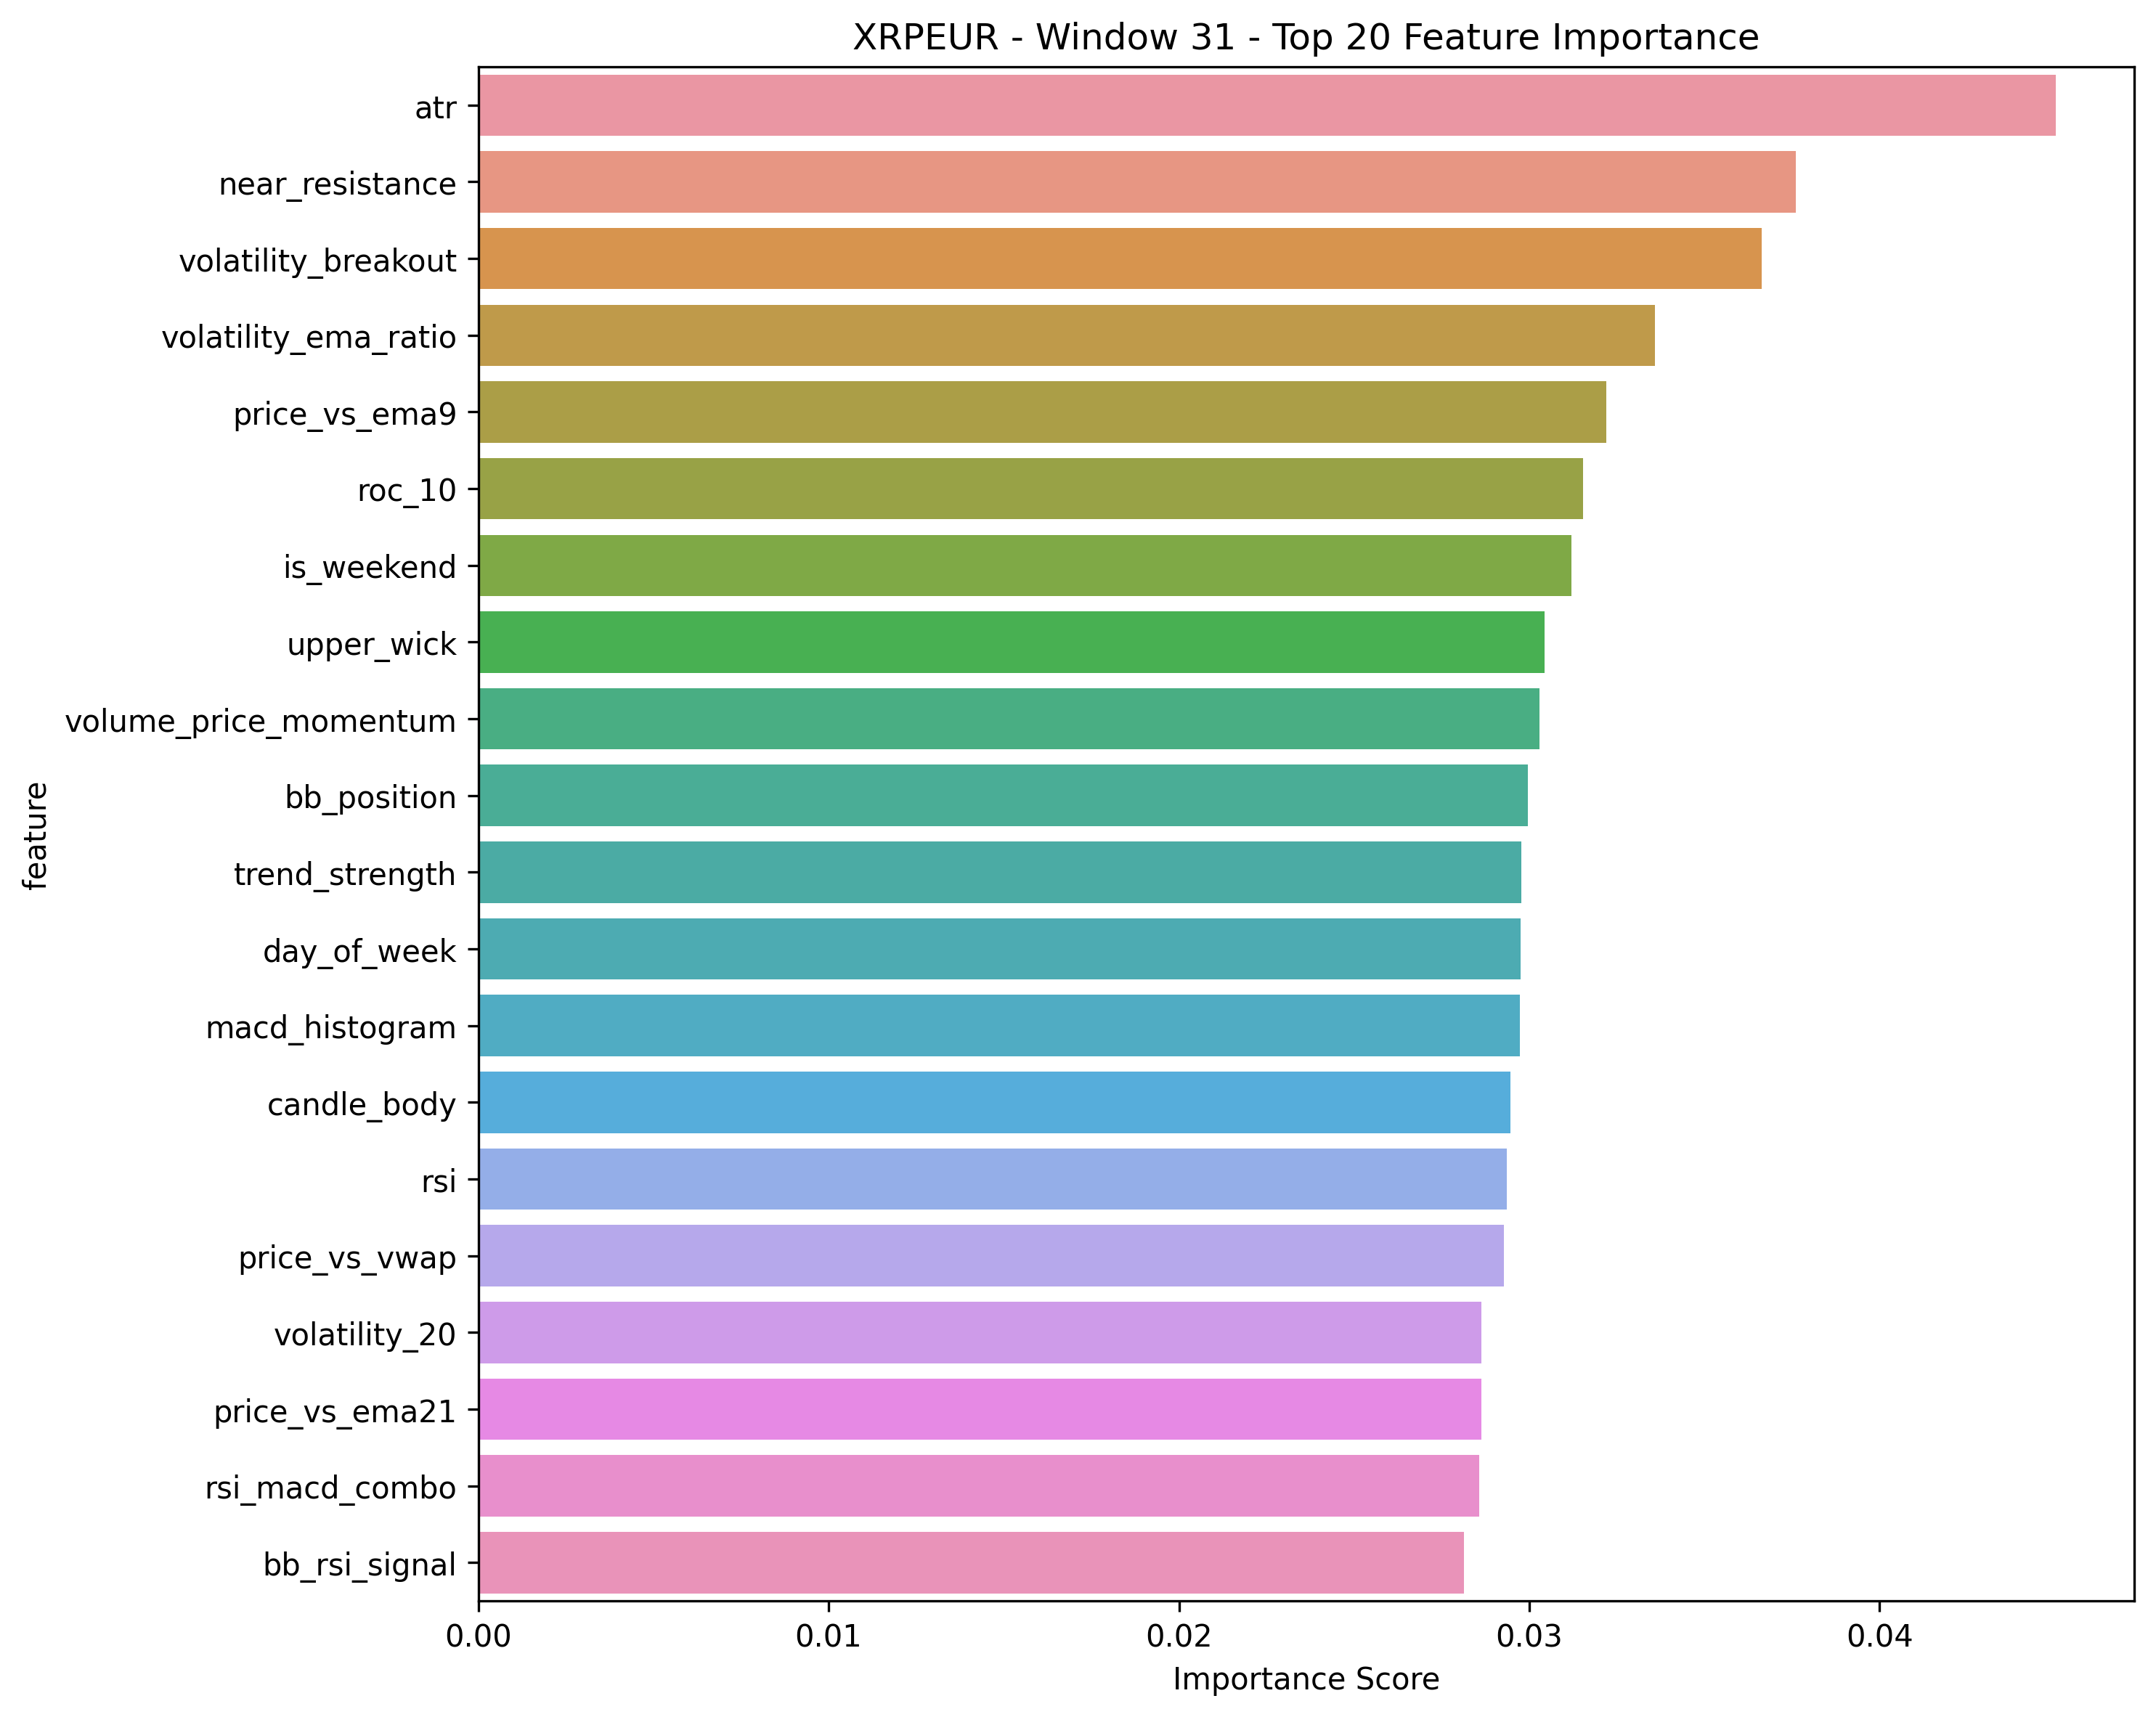 XRPEUR - Window 31 - Top 20 Feature Importance
atr
near_resistance
volatility_breakout
volatility_ema_ratio
price_vs_ema9
roc_10
is_weekend
upper_wick
volume_price_momentum
bb_position
trend_strength
day_of_week
macd_histogram
candle_body
rsi
price_vs_vwap
volatility_20
price_vs_ema21
rsi_macd_combo
bb_rsi_signal
feature
0.00 0.01 0.02 0.03 0.04
Importance Score